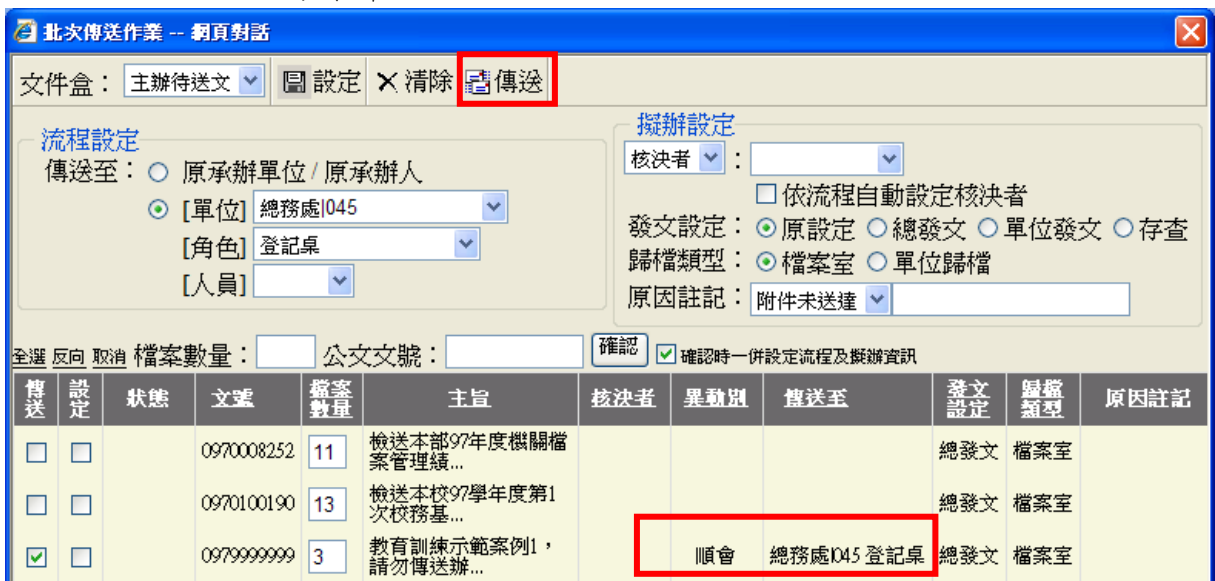 批次傳送作業 -- 網頁對話
文件盒： 主辦待送文 設定 清除 傳送
流程設定
傳送至： 原承辦單位 / 原承辦人
[單位] 總務處|045
[角色] 登記桌
[人員]
擬辦設定
核決者 ：
依流程自動設定核決者
發文設定： 原設定 總發文 單位發文 存查
歸檔類型： 檔案室 單位歸檔
原因註記： 附件未送達
全選 反向 取消 檔案數量： 公文文號： 確認 確認時一併設定流程及擬辦資訊
傳送 設定 狀態 文號 檔案數量 主旨 核決者 異動別 傳送至 發文設定 歸檔類型 原因註記
0970008252 11 檢送本部97年度機關檔案管理績... 總發文 檔案室
0970100190 13 檢送本校97學年度第1次校務基... 總發文 檔案室
0979999999 3 教育訓練示範案例1，請勿傳送辦... 順會 總務處|045 登記桌 總發文 檔案室